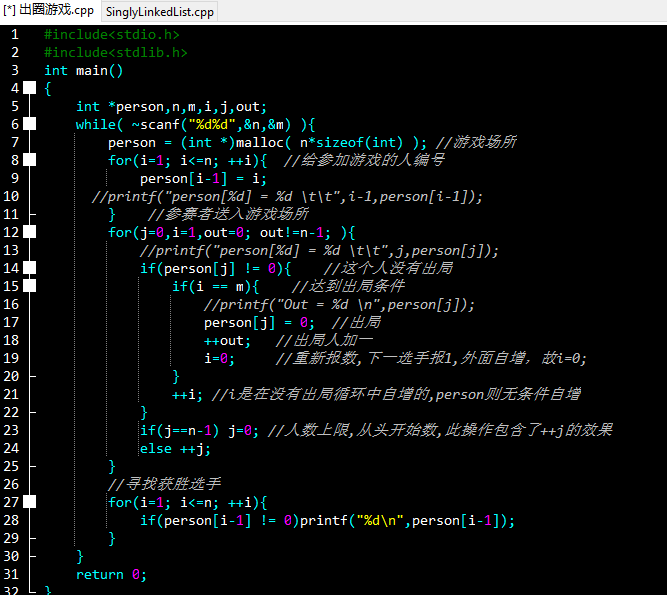 [*] 出圈游戏.cpp SinglyLinkedList.cpp
1 #include<stdio.h>
2 #include<stdlib.h>
3 int main()
4 {
5 int *person,n,m,i,j,out;
6 while( ~scanf("%d%d",&n,&m) ){
7 person = (int *)malloc( n*sizeof(int) ); //游戏场所
8 for(i=1; i<=n; ++i){ //给参加游戏的人编号
9 person[i-1] = i;
10 //printf("person[%d] = %d \t\t",i-1,person[i-1]);
11 } //参赛者送入游戏场所
12 for(j=0,i=1,out=0; out!=n-1; ){
13 //printf("person[%d] = %d \t\t",j,person[j]);
14 if(person[j] != 0){ //这个人没有出局
15 if(i == m){ //达到出局条件
16 //printf("Out = %d \n",person[j]);
17 person[j] = 0; //出局
18 ++out; //出局人加一
19 i=0; //重新报数,下一选手报1,外面自增，故i=0;
20 }
21 ++i; //i是在没有出局循环中自增的,person则无条件自增
22 }
23 if(j==n-1) j=0; //人数上限,从头开始数,此操作包含了++j的效果
24 else ++j;
25 }
26 //寻找获胜选手
27 for(i=1; i<=n; ++i){
28 if(person[i-1] != 0)printf("%d\n",person[i-1]);
29 }
30 }
31 return 0;
32 }